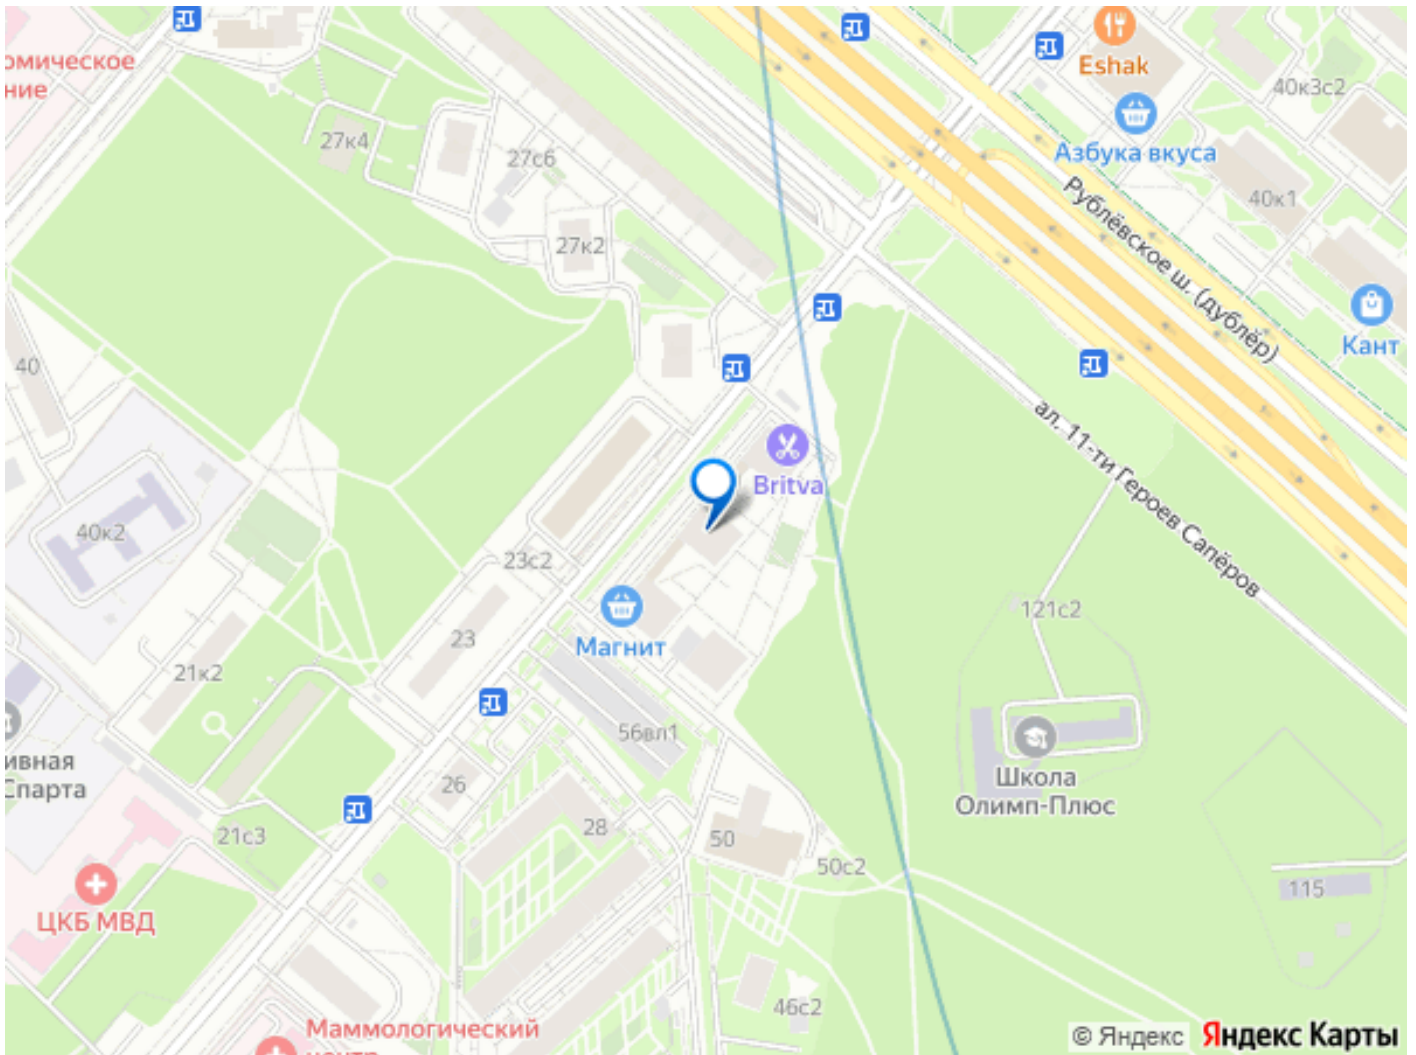 омическое
ние
27к4
27с6
27к2
Eshak
40к3с2
Азбука вкуса
40к1
Рублёвское ш. (дублёр)
Кант
40
Britva
ал. 11-ти Героев Сапёров
40к2
23с2
23
Магнит
121с2
21к2
56вл1
ивная
Спарта
26
28
21с3
50
50с2
Школа
Олимп-Плюс
115
ЦКБ МВД
46с2
Маммологический
© Яндекс
Яндекс Карты